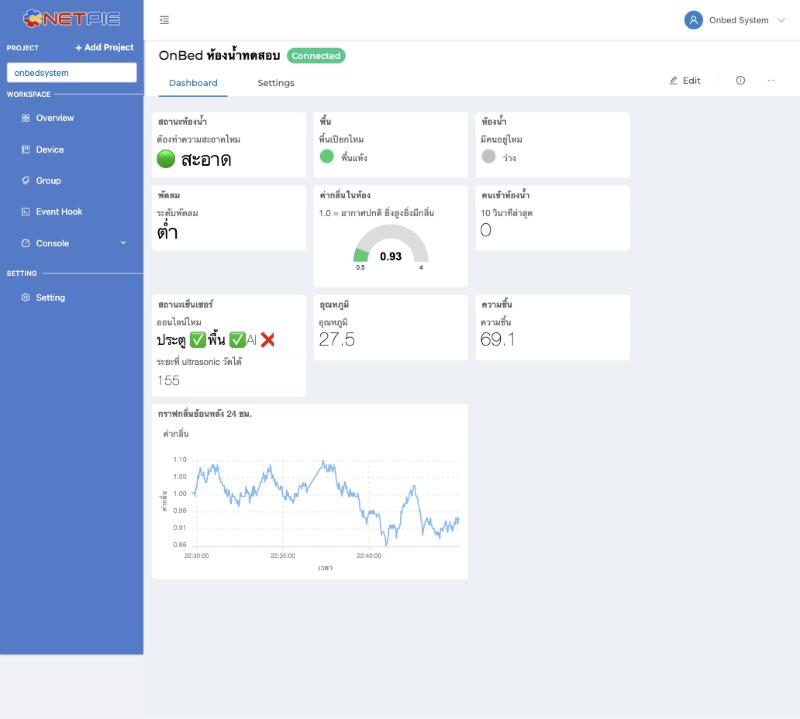 NETPIE
Onbed System
PROJECT
+ Add Project
onbedsystem
WORKSPACE
Overview
Device
Group
Event Hook
Console
SETTING
Setting
OnBed ห้องน้ำทดสอบ Connected
Dashboard Settings
Edit
สถานะห้องน้ำ
ต้องทำความสะอาดไหม
สะอาด
พื้น
พื้นเปียกไหม
พื้นแห้ง
ห้องน้ำ
มีคนอยู่ไหม
ว่าง
พัดลม
ระดับพัดลม
ต่ำ
ค่ากลิ่นในห้อง
1.0 = อากาศปกติ ยิ่งสูงยิ่งมีกลิ่น
0.93
0.5 4
คนเข้าห้องน้ำ
10 วินาทีล่าสุด
0
สถานะเซ็นเซอร์
ออนไลน์ไหม
ประตู ✅ พื้น ✅ AI ❌
ระยะที่ ultrasonic วัดได้
155
อุณหภูมิ
อุณหภูมิ
27.5
ความชื้น
ความชื้น
69.1
กราฟกลิ่นย้อนหลัง 24 ชม.
ค่ากลิ่น
1.10
1.05
1.00
0.96
0.91
0.86
ค่ากลิ่น
22:30:00 22:35:00 22:40:00
เวลา